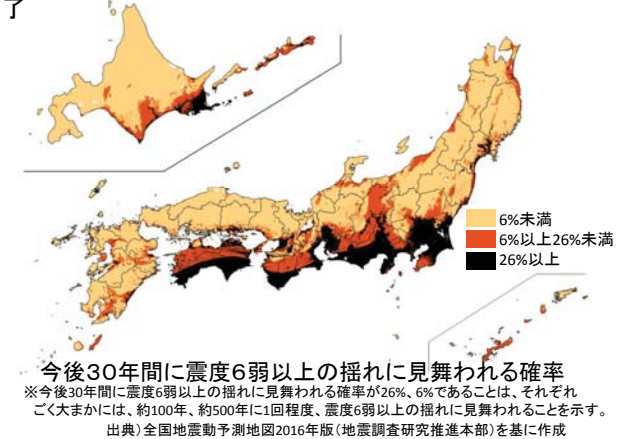 了
6%未満
6%以上26%未満
26%以上
今後30年間に震度6弱以上の揺れに見舞われる確率
※今後30年間に震度6弱以上の揺れに見舞われる確率が26%、6%であることは、それぞれ
ごく大まかには、約100年、約500年に1回程度、震度6弱以上の揺れに見舞われることを示す。
出典）全国地震動予測地図2016年版（地震調査研究推進本部）を基に作成